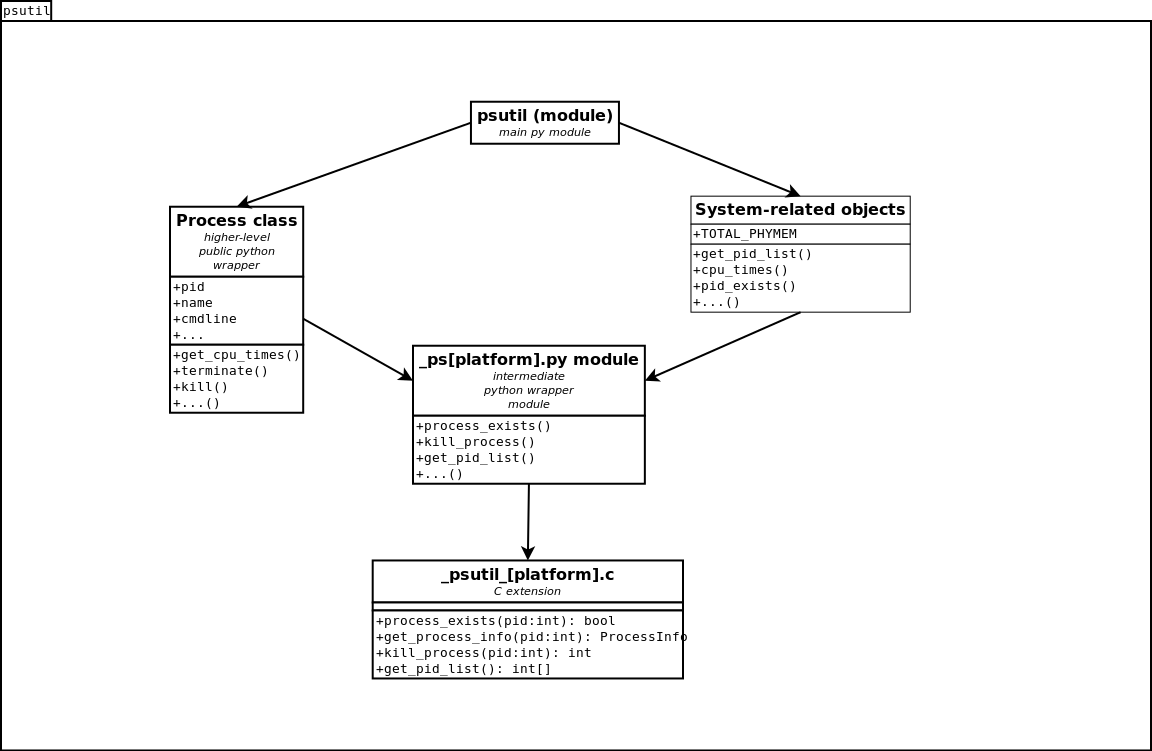 psutil
psutil (module)
main py module
Process class
higher-level
public python
wrapper
+pid
+name
+cmdline
+...
+get_cpu_times()
+terminate()
+kill()
+...()
System-related objects
+TOTAL_PHYMEM
+get_pid_list()
+cpu_times()
+pid_exists()
+...()
_ps[platform].py module
intermediate
python wrapper
module
+process_exists()
+kill_process()
+get_pid_list()
+...()
_psutil_[platform].c
C extension
+process_exists(pid:int): bool
+get_process_info(pid:int): ProcessInfo
+kill_process(pid:int): int
+get_pid_list(): int[]